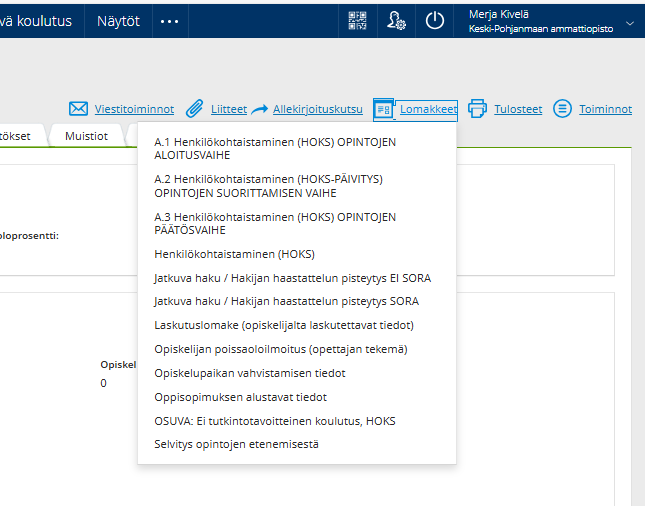 vä koulutus
Näytöt
Merja Kivelä
Keski-Pohjanmaan ammattiopisto
Viestitoiminnot
Liitteet
Allekirjoituskutsu
Lomakkeet
Tulosteet
Toiminnot
tökset
Muistiot
A.1 Henkilökohtaistaminen (HOKS) OPINTOJEN
ALOITUSVAIHE
A.2 Henkilökohtaistaminen (HOKS-PÄIVITYS)
OPINTOJEN SUORITTAMISEN VAIHE
A.3 Henkilökohtaistaminen (HOKS) OPINTOJEN
PÄÄTÖSVAIHE
oloprosentti:
Henkilökohtaistaminen (HOKS)
Jatkuva haku / Hakijan haastattelun pisteytys EI SORA
Jatkuva haku / Hakijan haastattelun pisteytys SORA
Laskutuslomake (opiskelijalta laskutettavat tiedot)
Opiskelijan poissaoloilmoitus (opettajan tekemä)
Opiskel
0
Opiskelupaikan vahvistamisen tiedot
Oppisopimuksen alustavat tiedot
OSUVA: Ei tutkintotavoitteinen koulutus, HOKS
Selvitys opintojen etenemisestä